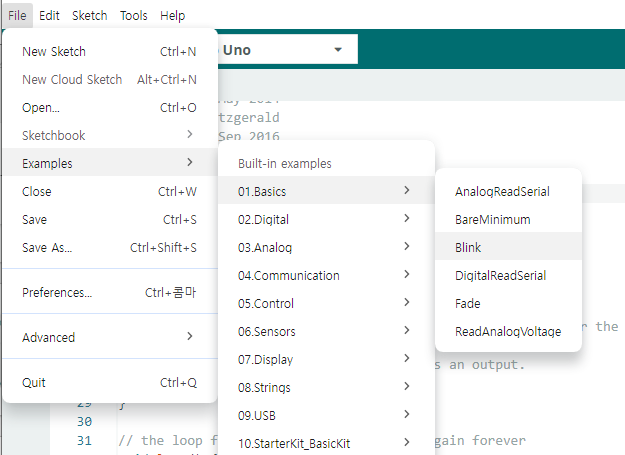 File Edit Sketch Tools Help
New Sketch Ctrl+N
New Cloud Sketch Alt+Ctrl+N
Open... Ctrl+O
Sketchbook
Examples
Close Ctrl+W
Save Ctrl+S
Save As... Ctrl+Shift+S
Preferences... Ctrl+콤마
Advanced
Quit Ctrl+Q
Uno
2014
tzgerald
Sep 2016
Built-in examples
01.Basics
02.Digital
03.Analog
04.Communication
05.Control
06.Sensors
07.Display
08.Strings
09.USB
10.StarterKit_BasicKit
AnalogReadSerial
BareMinimum
Blink
DigitalReadSerial
Fade
ReadAnalogVoltage
the
s an output.
29 }
30
31 // the loop f gain forever